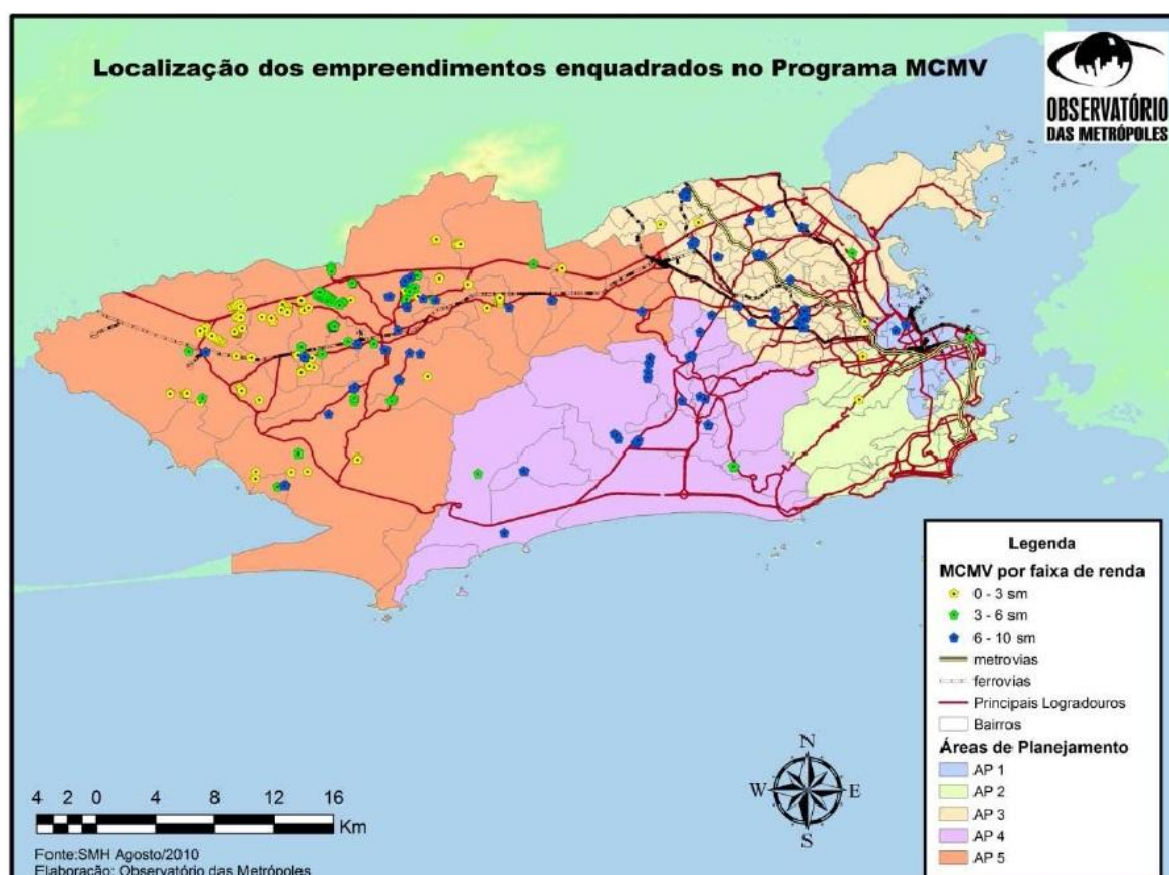 Localização dos empreendimentos enquadrados no Programa MCMV
OBSERVATÓRIO
DAS METRÓPOLES
Legenda
MCMV por faixa de renda
0 - 3 sm
3 - 6 sm
6 - 10 sm
metrovias
ferrovias
Principais Logradouros
Bairros
Áreas de Planejamento
AP 1
AP 2
AP 3
AP 4
AP 5
N
W E
S
4 2 0 4 8 12 16
Km
Fonte:SMH Agosto/2010
Elaboração: Observatório das Metrópoles